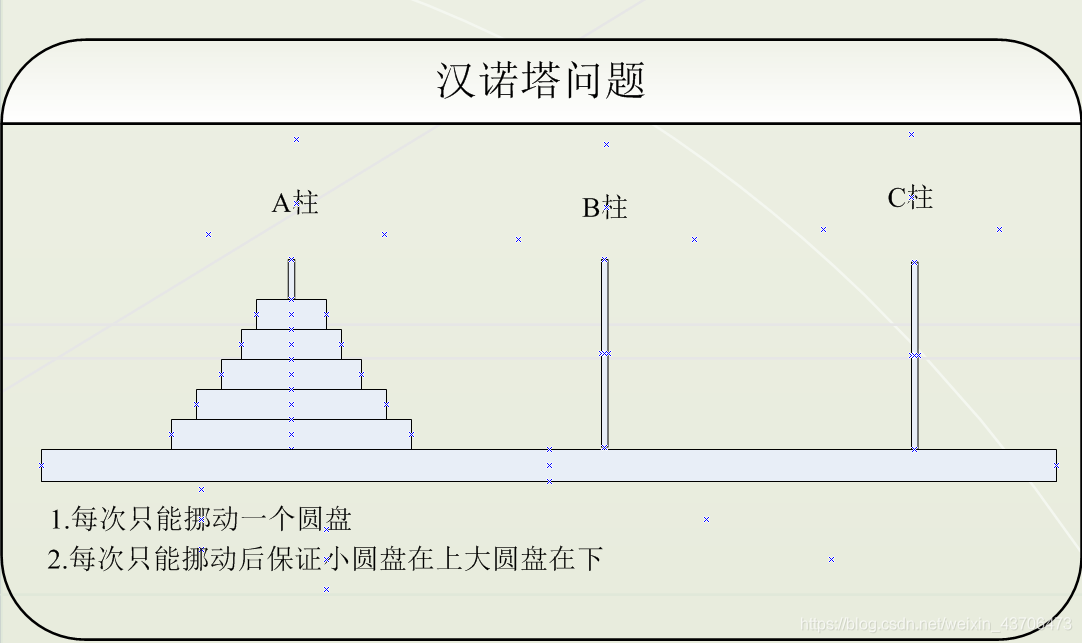 汉诺塔问题
A柱 B柱 C柱
1.每次只能挪动一个圆盘
2.每次只能挪动后保证小圆盘在上大圆盘在下
https://blog.csdn.net/weixin_43708473